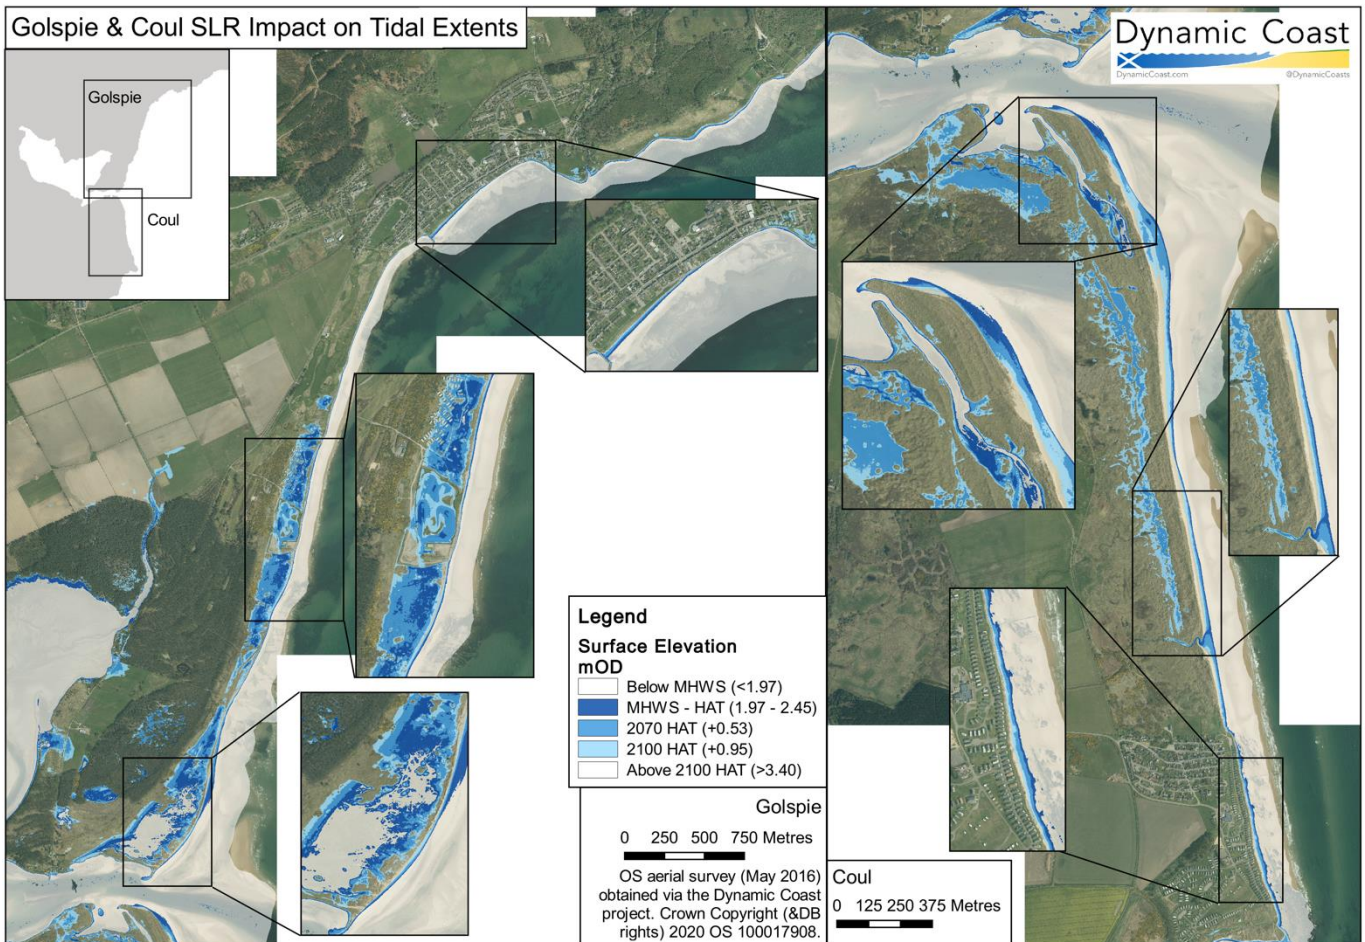 Golspie & Coul SLR Impact on Tidal Extents
Dynamic Coast
DynamicCoast.com
@DynamicCoasts
Golspie
Coul
Legend
Surface Elevation
mOD
Below MHWS (<1.97)
MHWS - HAT (1.97 - 2.45)
2070 HAT (+0.53)
2100 HAT (+0.95)
Above 2100 HAT (>3.40)
Golspie
0 250 500 750 Metres
OS aerial survey (May 2016)
obtained via the Dynamic Coast
project. Crown Copyright (&DB
rights) 2020 OS 100017908.
Coul
0 125 250 375 Metres